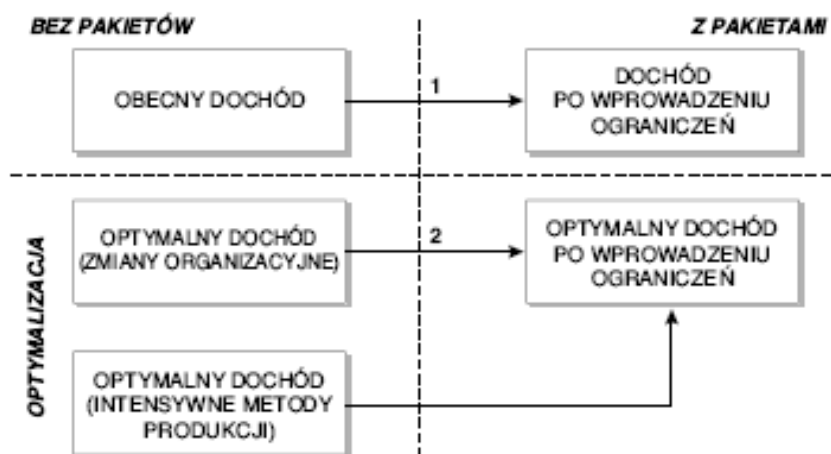 BEZ PAKIETÓW
Z PAKIETAMI
OBECNY DOCHÓD
1
DOCHÓD
PO WPROWADZENIU
OGRANICZEŃ
OPTYMALIZACJA
OPTYMALNY DOCHÓD
(ZMIANY ORGANIZACYJNE)
2
OPTYMALNY DOCHÓD
PO WPROWADZENIU
OGRANICZEŃ
OPTYMALNY DOCHÓD
(INTENSYWNE METODY
PRODUKCJI)